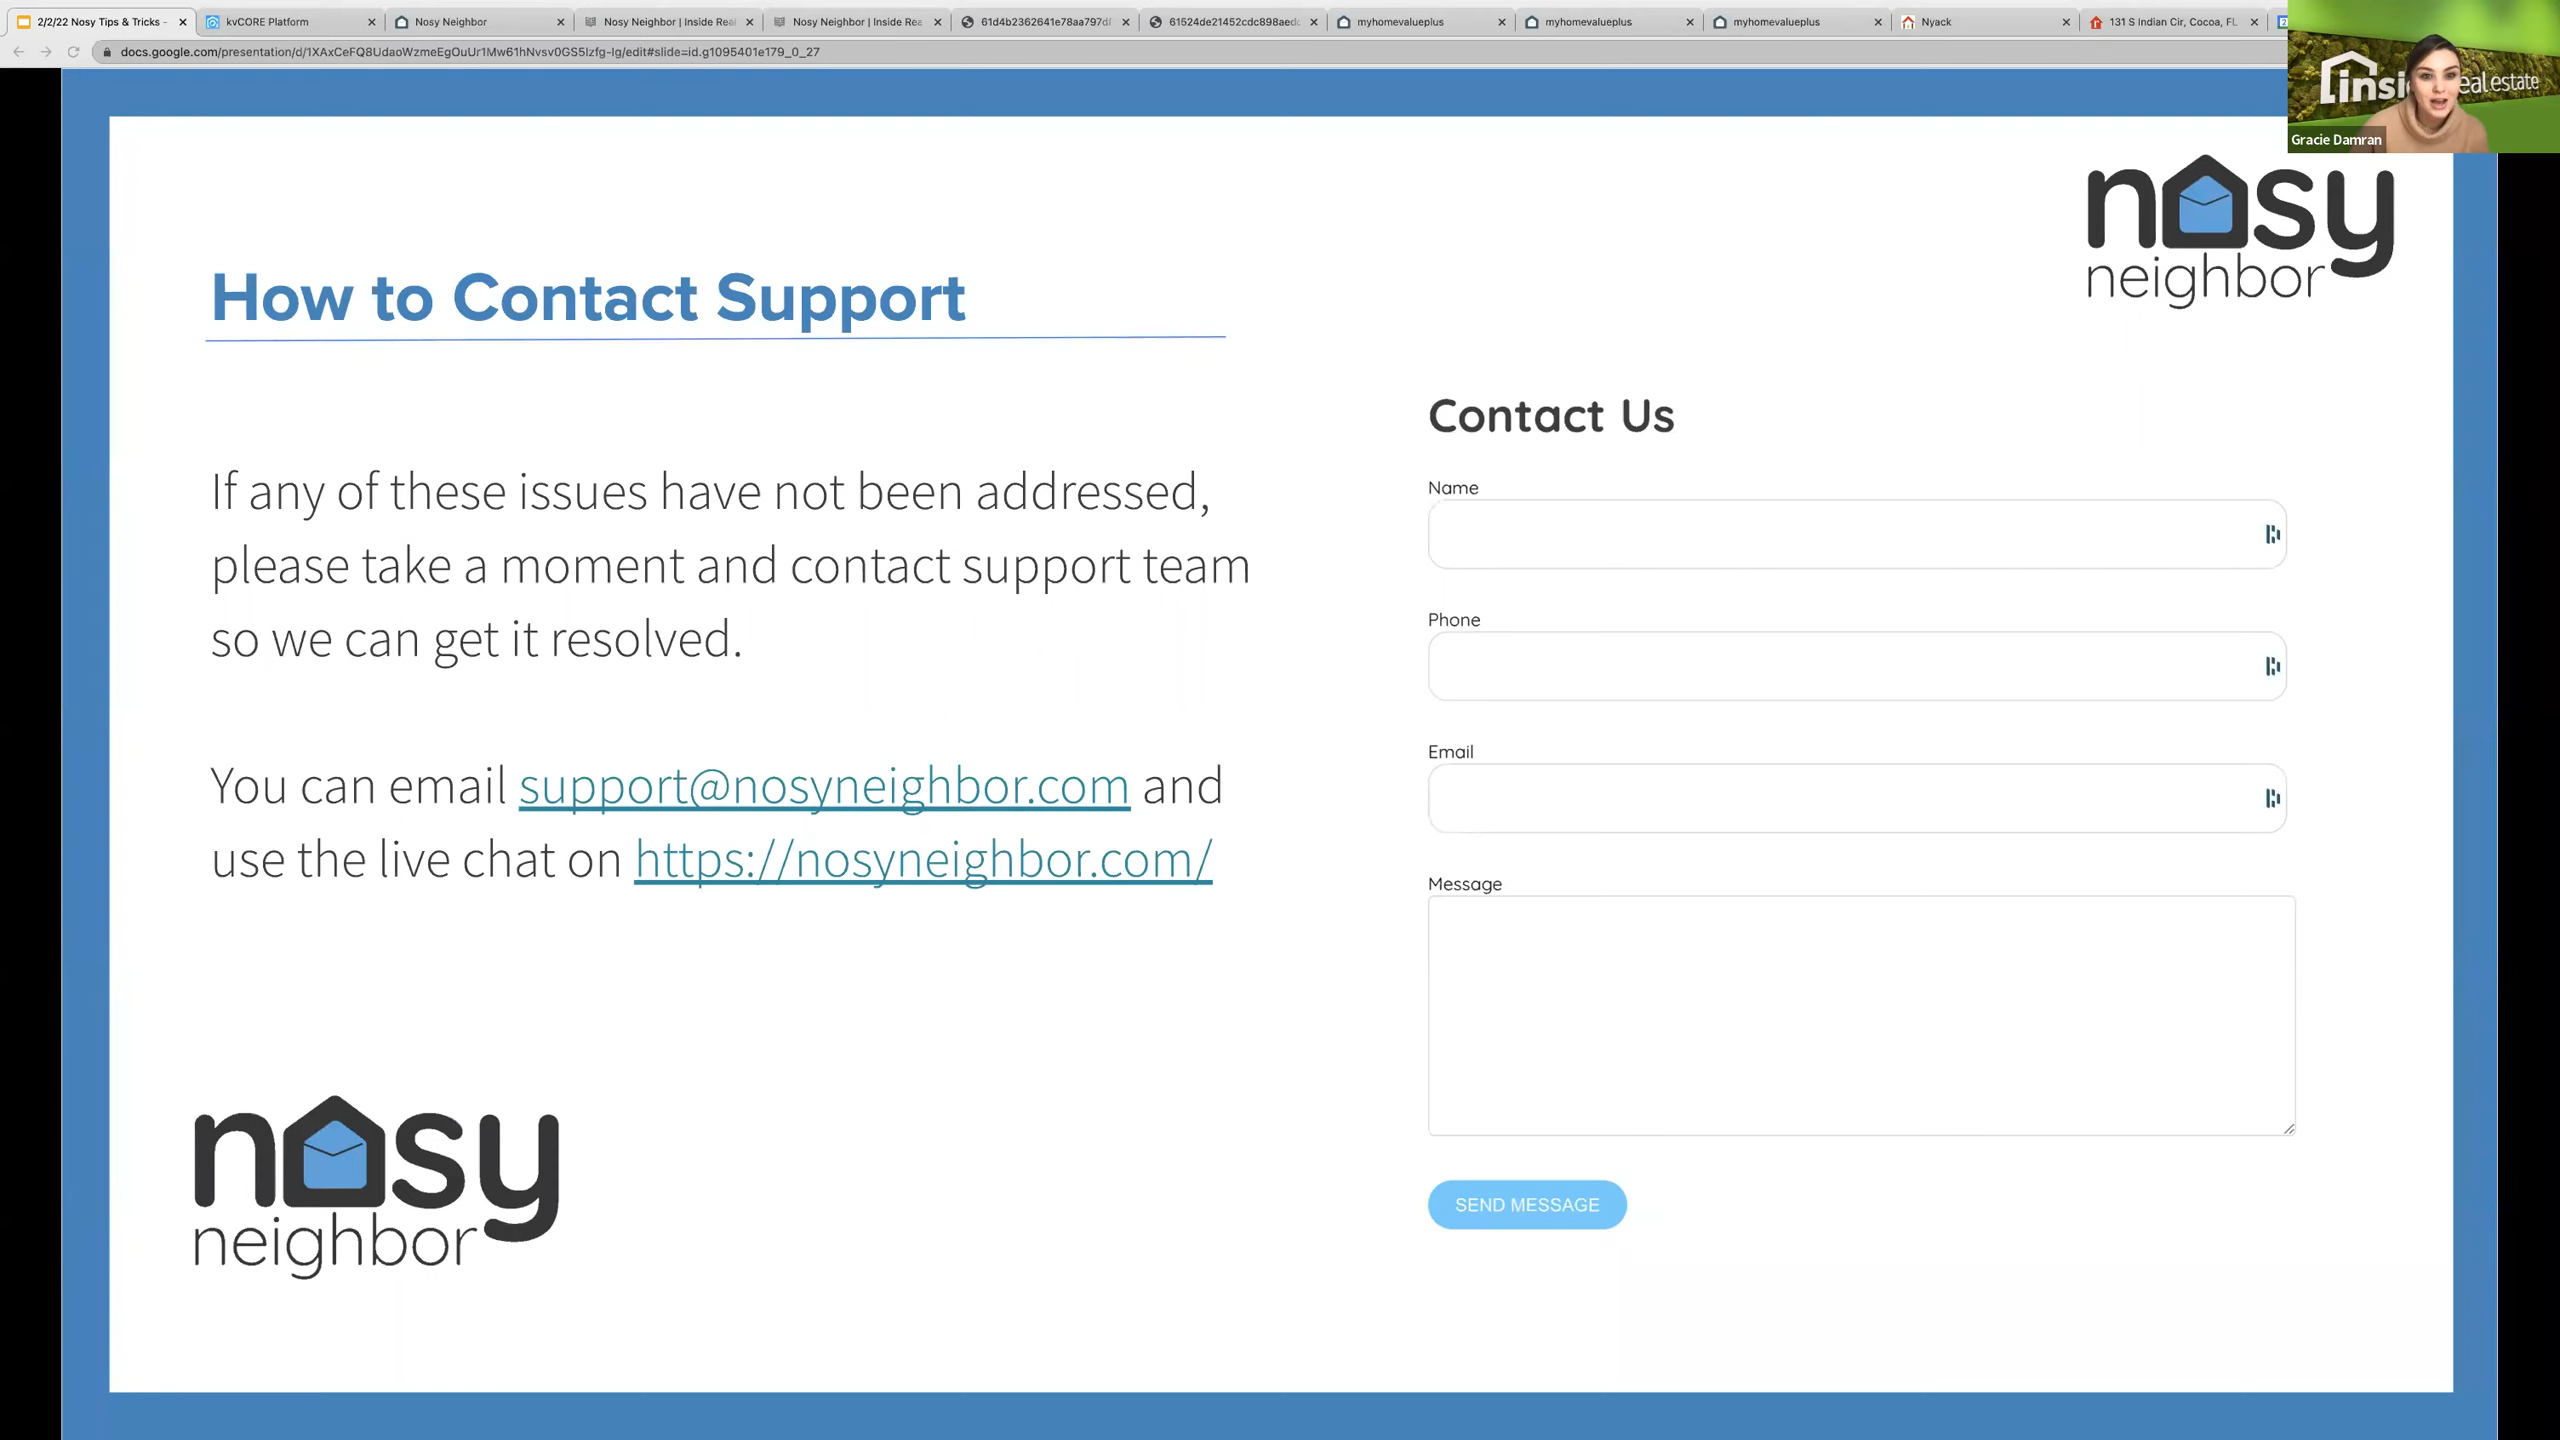 2/2/22 Nosy Tips & Tricks -
kvCORE Platform
Nosy Neighbor
Nosy Neighbor | Inside Real
Nosy Neighbor | Inside Rea
61d4b2362641e78aa797df
61524de21452cdc898aedc
myhomevalueplus
myhomevalueplus
myhomevalueplus
Nyack
131 S Indian Cir, Cocoa, FL
docs.google.com/presentation/d/1XAxCeFQ8UdaoWzmeEgOuUr1Mw61hNvsv0GS5Izfg-Ig/edit#slide=id.g1095401e179_0_27
insi eal estate
Gracie Damran
nosy
neighbor
How to Contact Support
If any of these issues have not been addressed,
please take a moment and contact support team
so we can get it resolved.
You can email support@nosyneighbor.com and
use the live chat on https://nosyneighbor.com/
nosy
neighbor
Contact Us
Name
Phone
Email
Message
SEND MESSAGE